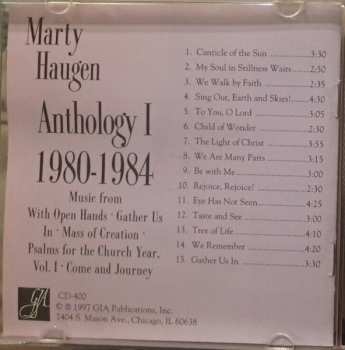 Marty
Haugen
Anthology I
1980-1984
Music from
With Open Hands · Gather Us
In · Mass of Creation ·
Psalms for the Church Year,
Vol. I · Come and Journey
1. Canticle of the Sun 3:30
2. My Soul in Stillness Waits 2:50
3. We Walk by Faith 2:35
4. Sing Out, Earth and Skies! 4:30
5. To You, O Lord 3:05
6. Child of Wonder 2:30
7. The Light of Christ 3:55
8. We Are Many Parts 3:15
9. Be with Me 3:00
10. Rejoice, Rejoice! 2:30
11. Eye Has Not Seen 4:25
12. Taste and See 3:00
13. Tree of Life 4:10
14. We Remember 4:20
15. Gather Us In 3:30
GIA
CD-400
© ℗ 1997 GIA Publications, Inc.
7404 S. Mason Ave., Chicago, IL 60638